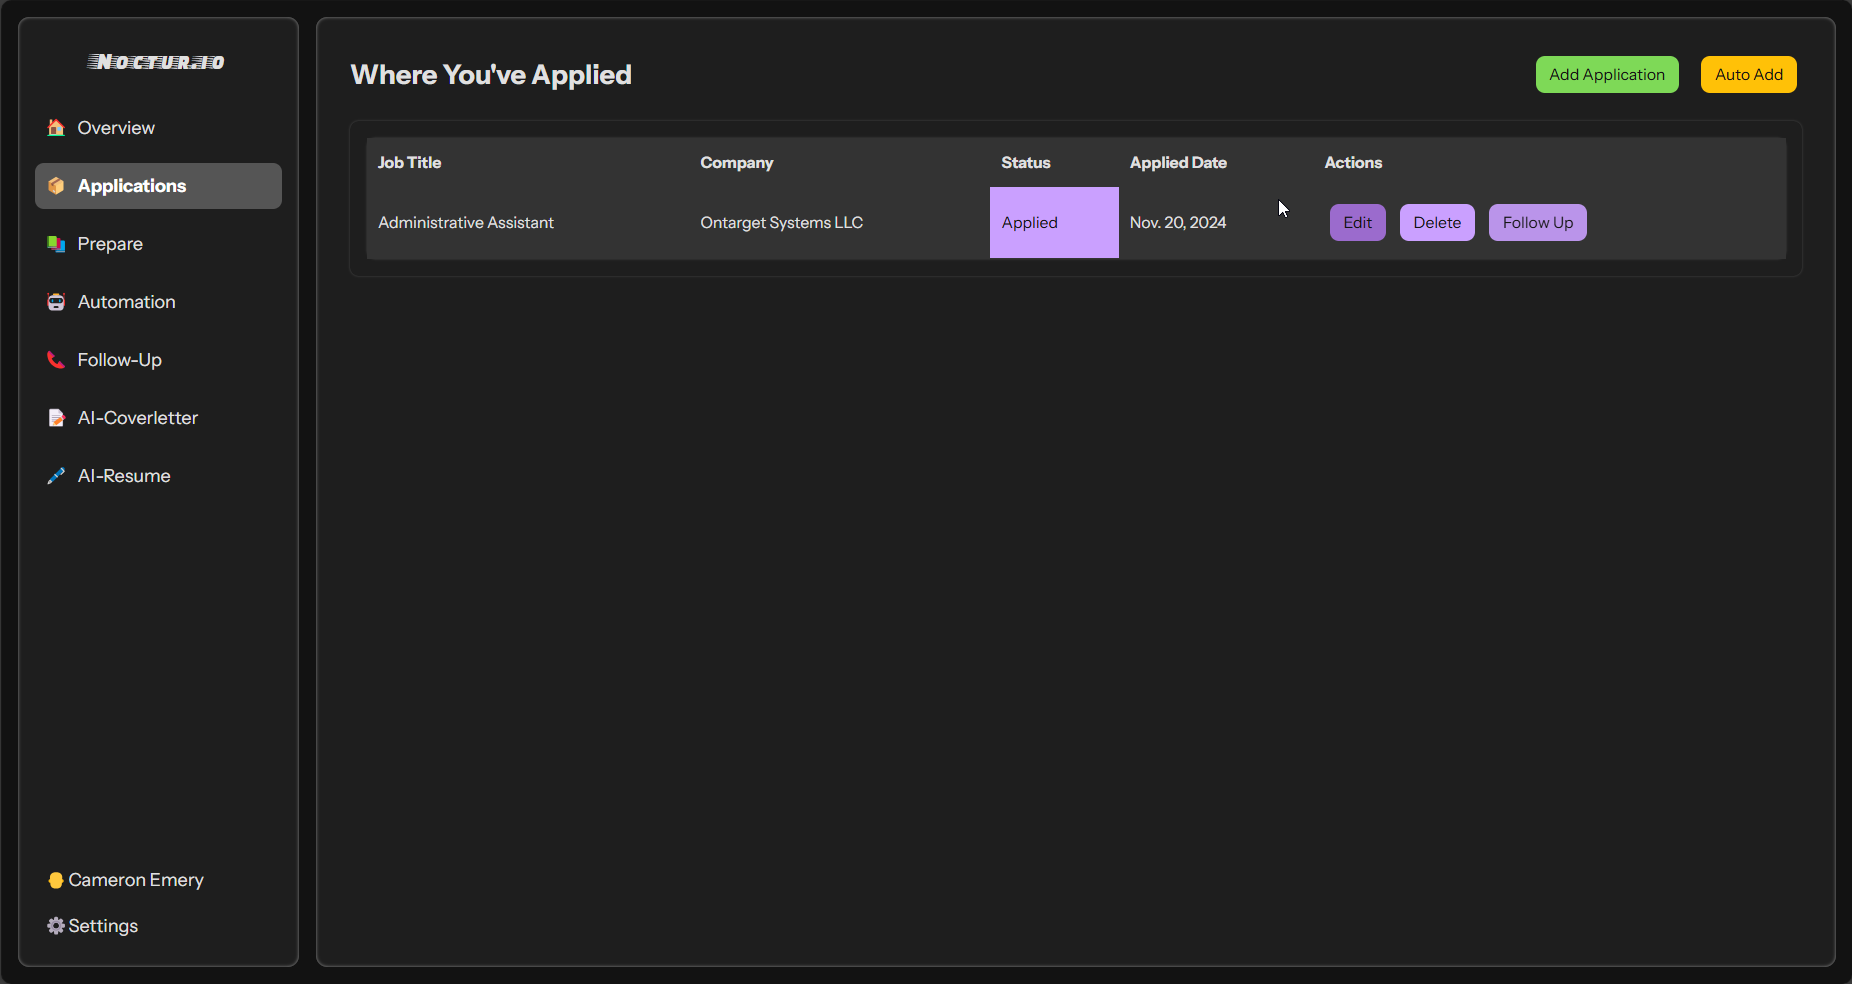 Noctur.io
Overview
Applications
Prepare
Automation
Follow-Up
AI-Coverletter
AI-Resume
Cameron Emery
Settings
Where You've Applied
Add Application
Auto Add
Job Title Company Status Applied Date Actions
Administrative Assistant Ontarget Systems LLC Applied Nov. 20, 2024 Edit Delete Follow Up